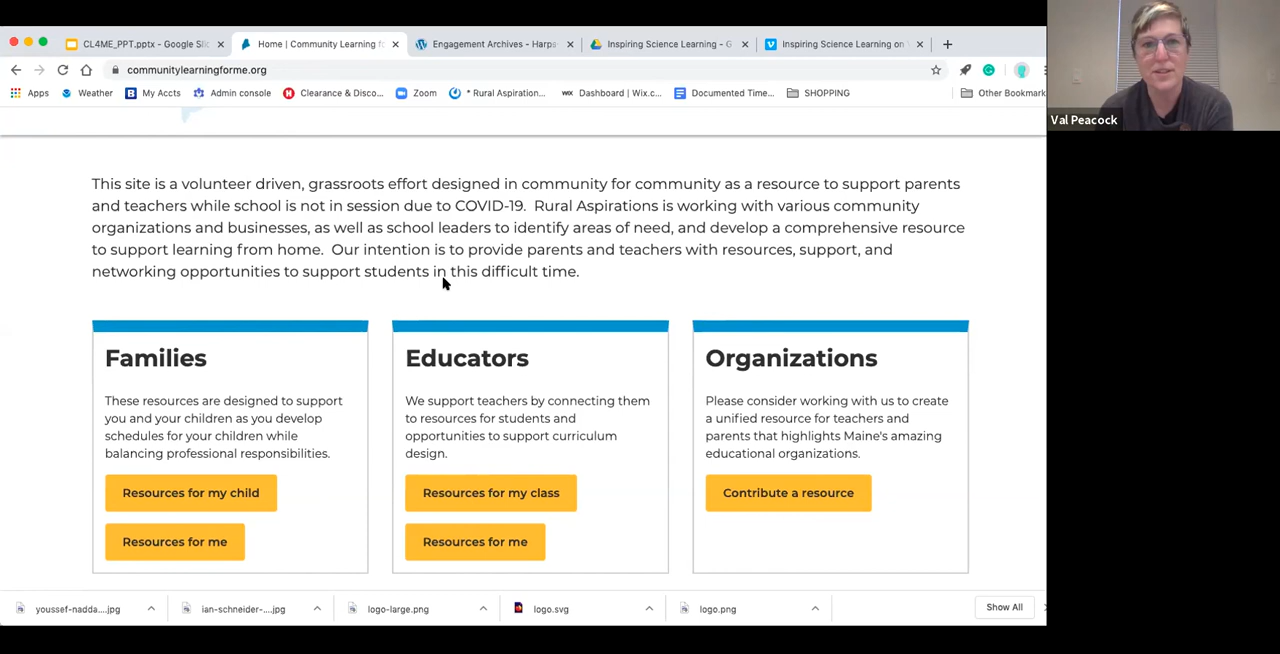 CL4ME_PPT.pptx - Google Slic
Home | Community Learning fo
Engagement Archives - Harps
Inspiring Science Learning - G
Inspiring Science Learning on V
communitylearningforme.org
Apps
Weather
My Accts
Admin console
Clearance & Disco...
Zoom
* Rural Aspiration...
WIX Dashboard | Wix.c...
Documented Time...
SHOPPING
Other Bookmark
Val Peacock
This site is a volunteer driven, grassroots effort designed in community for community as a resource to support parents
and teachers while school is not in session due to COVID-19. Rural Aspirations is working with various community
organizations and businesses, as well as school leaders to identify areas of need, and develop a comprehensive resource
to support learning from home. Our intention is to provide parents and teachers with resources, support, and
networking opportunities to support students in this difficult time.
Families
These resources are designed to support
you and your children as you develop
schedules for your children while
balancing professional responsibilities.
Resources for my child
Resources for me
Educators
We support teachers by connecting them
to resources for students and
opportunities to support curriculum
design.
Resources for my class
Resources for me
Organizations
Please consider working with us to create
a unified resource for teachers and
parents that highlights Maine's amazing
educational organizations.
Contribute a resource
youssef-nadda....jpg
ian-schneider-....jpg
logo-large.png
logo.svg
logo.png
Show All